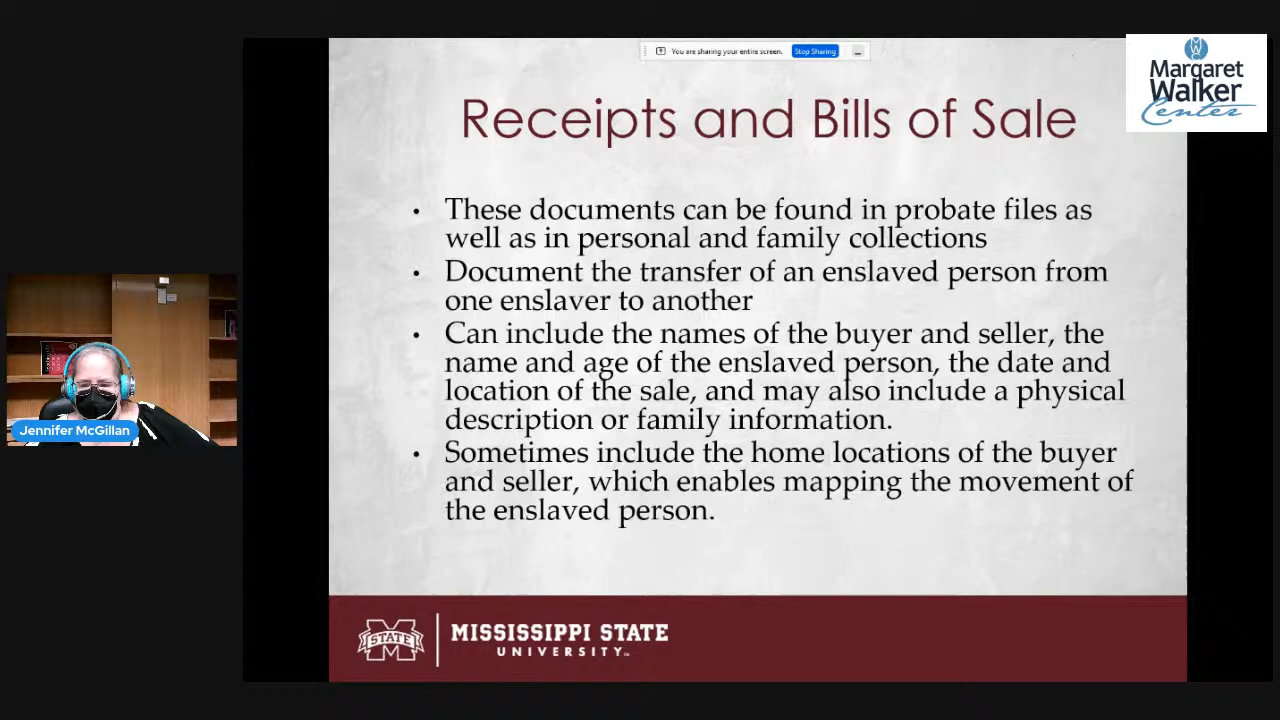 You are sharing your entire screen. Stop Sharing
Margaret
Walker
Center
Receipts and Bills of Sale
• These documents can be found in probate files as
well as in personal and family collections
• Document the transfer of an enslaved person from
one enslaver to another
• Can include the names of the buyer and seller, the
name and age of the enslaved person, the date and
location of the sale, and may also include a physical
description or family information.
• Sometimes include the home locations of the buyer
and seller, which enables mapping the movement of
the enslaved person.
Jennifer McGillan
STATE
MISSISSIPPI STATE
UNIVERSITY™